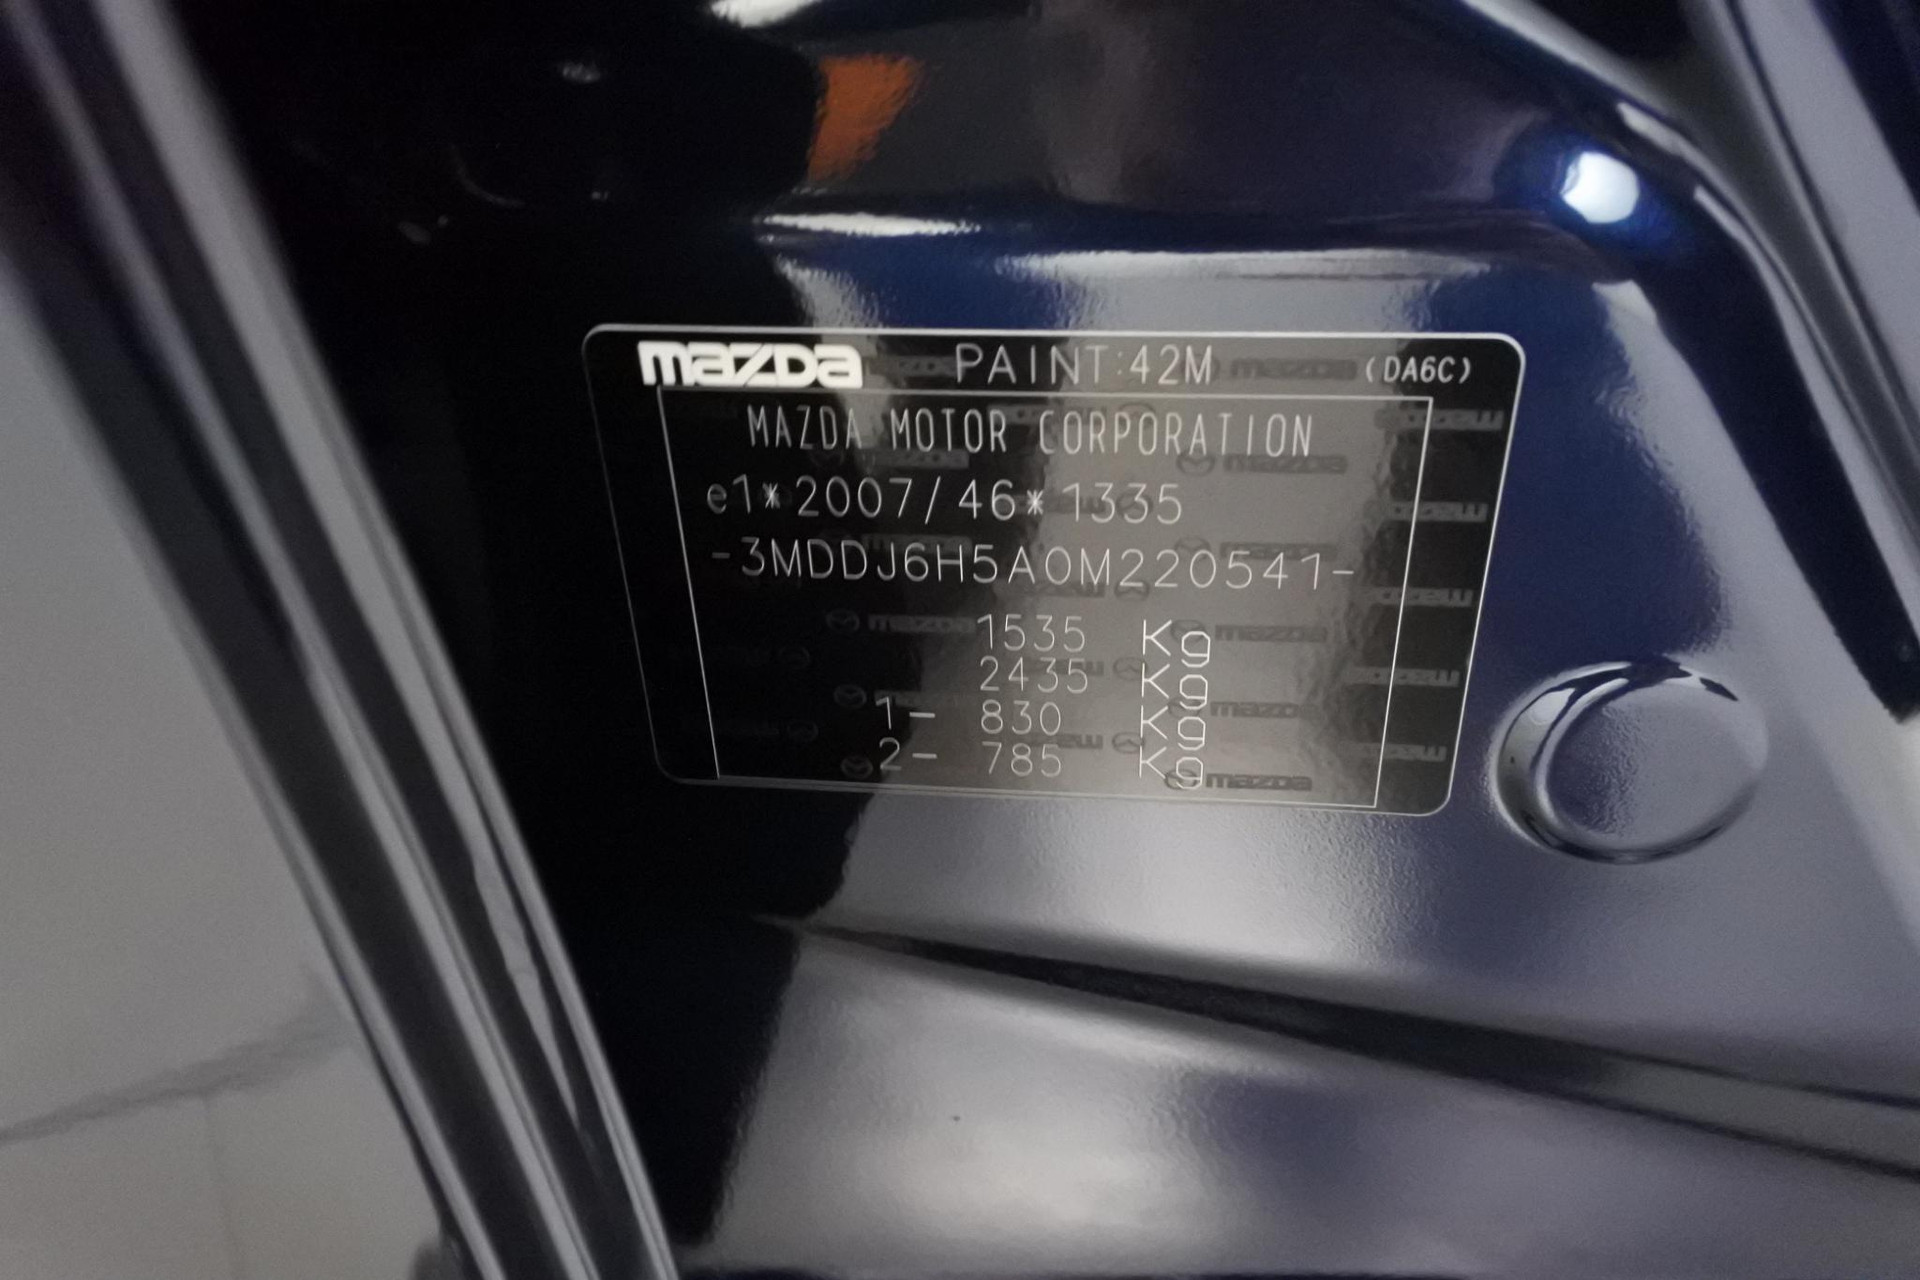 mazda PAINT:42M (DA6C)
MAZDA MOTOR CORPORATION
e1*2007/46*1335
-3MDDJ6H5A0M220541-
1535 Kg
2435 Kg
1- 830 Kg
2- 785 Kg